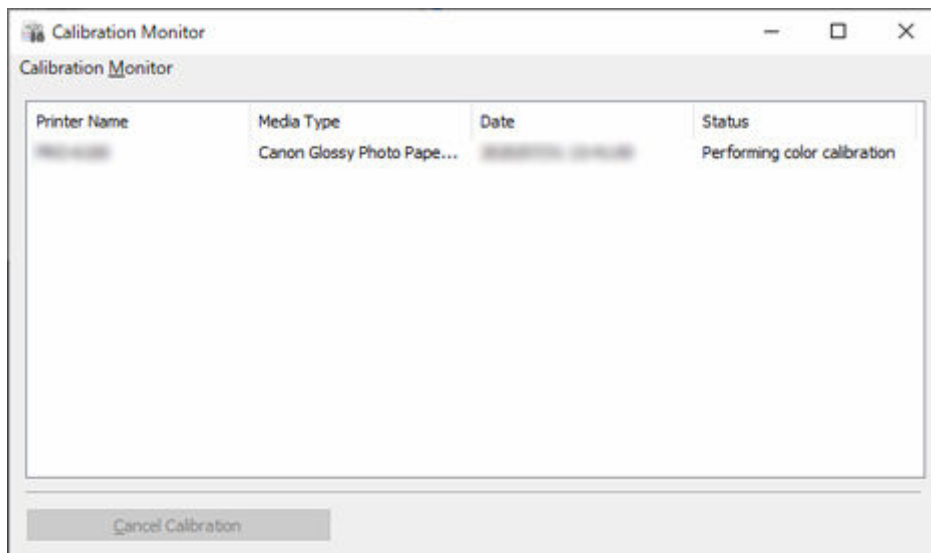 Calibration Monitor
Calibration Monitor
Printer Name Media Type Date Status
Canon Glossy Photo Pape... Performing color calibration
Cancel Calibration